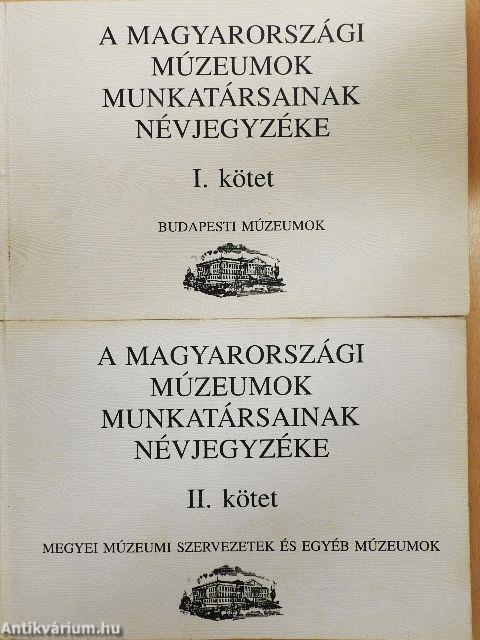 A MAGYARORSZÁGI
MÚZEUMOK
MUNKATÁRSAINAK
NÉVJEGYZÉKE
I. kötet
BUDAPESTI MÚZEUMOK
A MAGYARORSZÁGI
MÚZEUMOK
MUNKATÁRSAINAK
NÉVJEGYZÉKE
II. kötet
MEGYEI MÚZEUMI SZERVEZETEK ÉS EGYÉB MÚZEUMOK
Antikvárium.hu